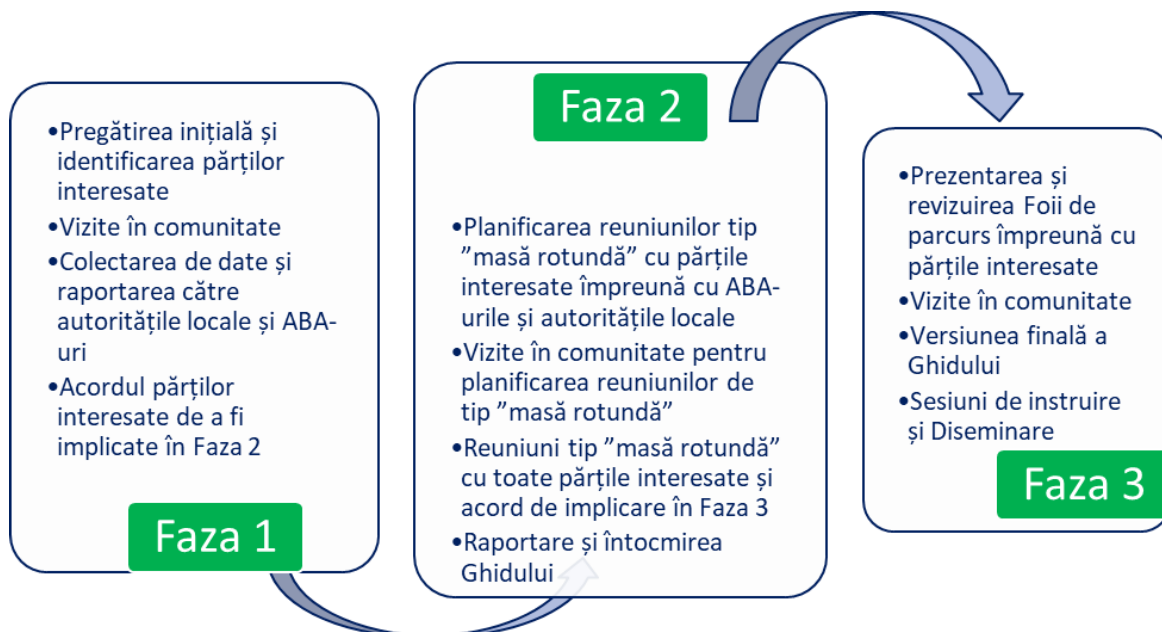 •Pregătirea inițială și
identificarea părților
interesate
•Vizite în comunitate
•Colectarea de date și
raportarea către
autoritățile locale și ABA-
uri
•Acordul părților
interesate de a fi
implicate în Faza 2
Faza 1
Faza 2
•Planificarea reuniunilor tip
”masă rotundă” cu părțile
interesate împreună cu ABA-
urile și autoritățile locale
•Vizite în comunitate pentru
planificarea reuniunilor de
tip ”masă rotundă”
•Reuniuni tip ”masă rotundă”
cu toate părțile interesate și
acord de implicare în Faza 3
•Raportare și întocmirea
Ghidului
•Prezentarea și
revizuirea Foii de
parcurs împreună cu
părțile interesate
•Vizite în comunitate
•Versiunea finală a
Ghidului
•Sesiuni de instruire
și Diseminare
Faza 3